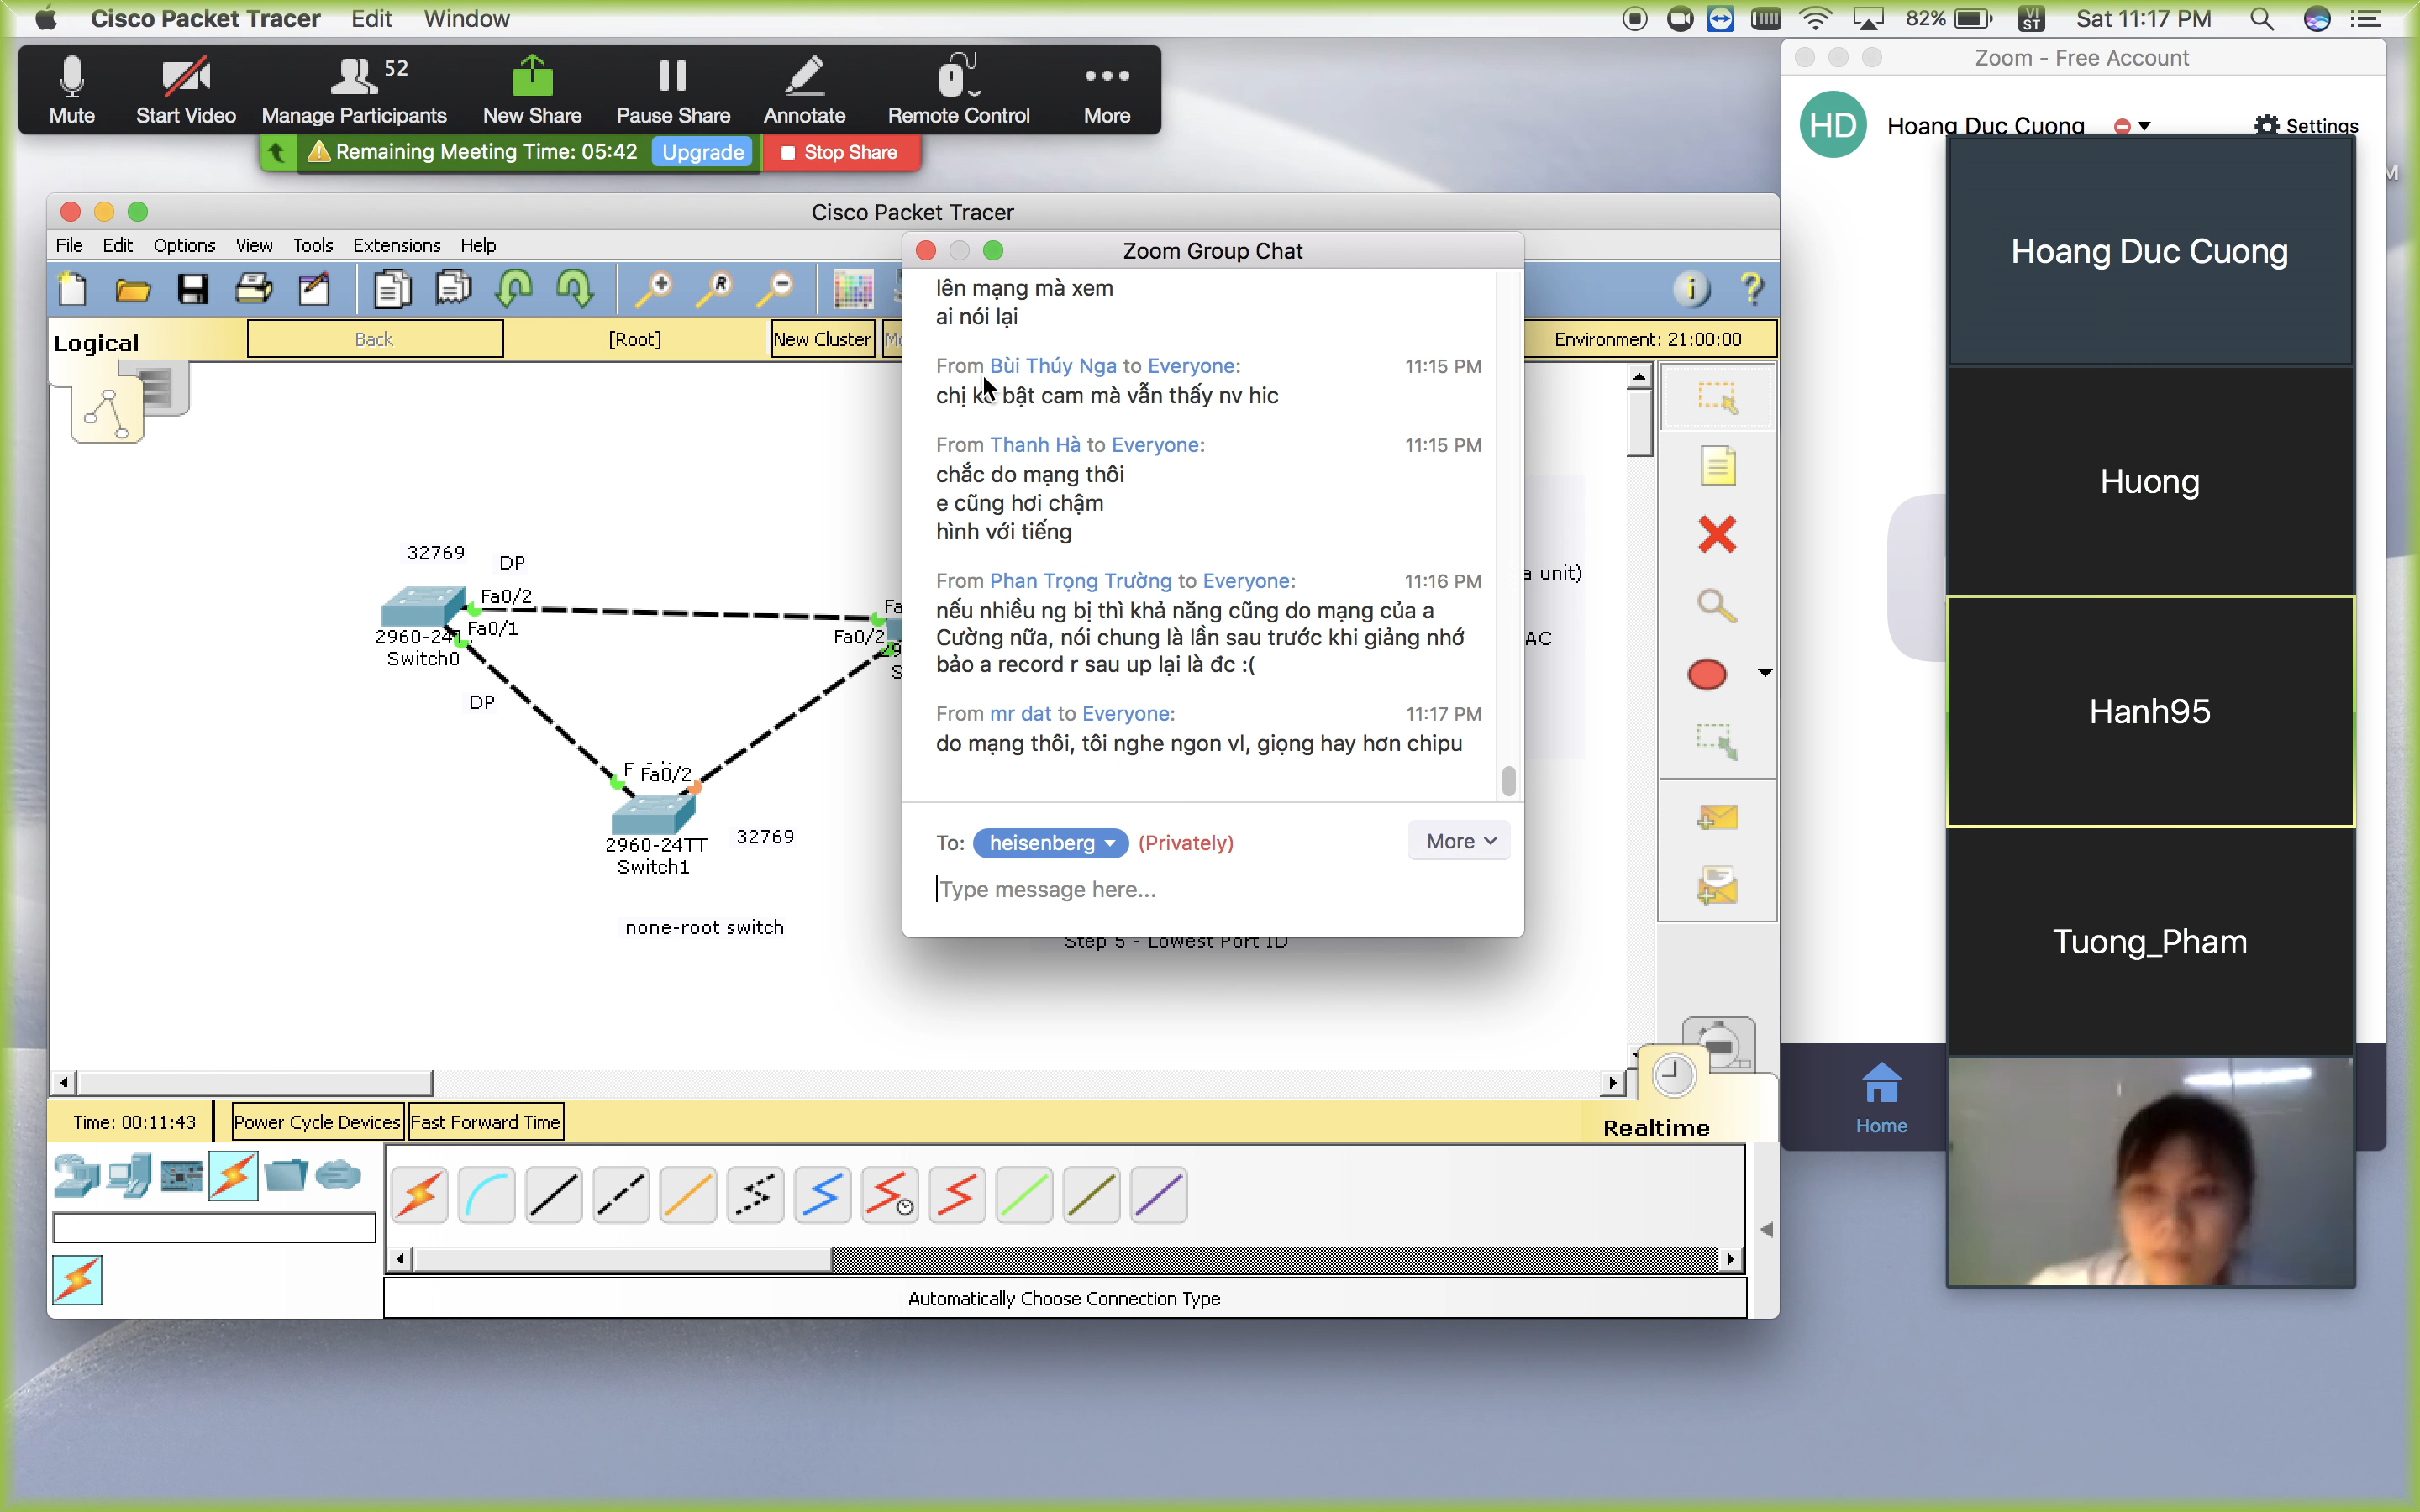 Cisco Packet Tracer Edit Window
82% VI ST Sat 11:17 PM
Mute
Start Video
52
Manage Participants
New Share
Pause Share
Annotate
Remote Control
More
Remaining Meeting Time: 05:42 Upgrade Stop Share
Zoom - Free Account
HD Hoang Duc Cuong Settings
Cisco Packet Tracer
File Edit Options View Tools Extensions Help
Logical Back [Root] New Cluster Environment: 21:00:00
32769
DP
Fa0/2
Fa0/1
2960-24T
Switch0
DP
Fa0/2
Fa0/2
2960-24TT
Switch1
32769
none-root switch
a unit)
AC
Step 5 - Lowest Port ID
Zoom Group Chat
lên mạng mà xem
ai nói lại
From Bùi Thúy Nga to Everyone: 11:15 PM
chị ko bật cam mà vẫn thấy nv hic
From Thanh Hà to Everyone: 11:15 PM
chắc do mạng thôi
e cũng hơi chậm
hình với tiếng
From Phan Trọng Trường to Everyone: 11:16 PM
nếu nhiều ng bị thì khả năng cũng do mạng của a
Cường nữa, nói chung là lần sau trước khi giảng nhớ
bảo a record r sau up lại là đc :(
From mr dat to Everyone: 11:17 PM
do mạng thôi, tôi nghe ngon vl, giọng hay hơn chipu
To: heisenberg (Privately) More
Type message here...
Hoang Duc Cuong
Huong
Hanh95
Tuong_Pham
Home
Time: 00:11:43 Power Cycle Devices Fast Forward Time
Realtime
Automatically Choose Connection Type